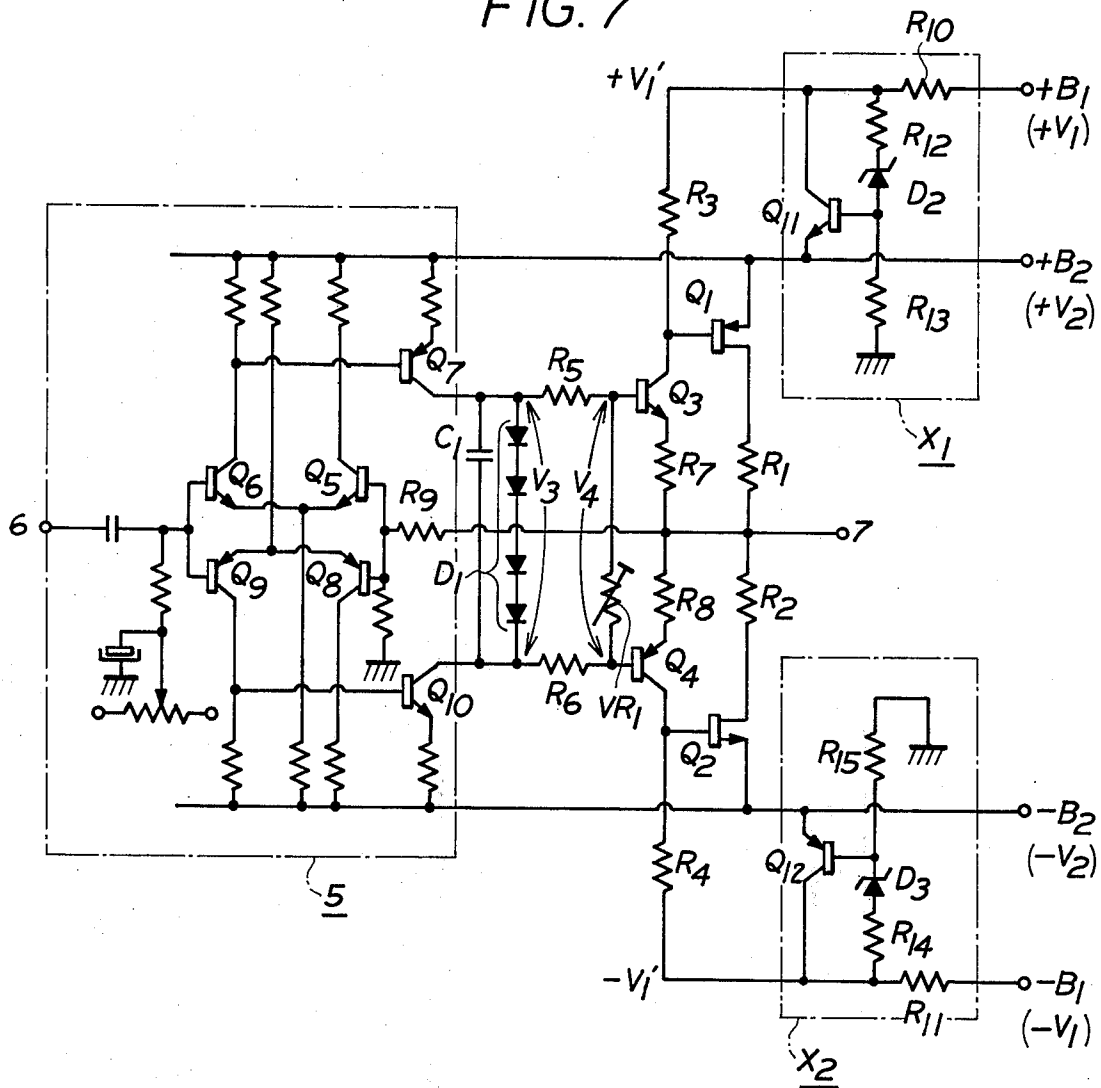 FIG. 7
R10
+V1'
+B1
(+V1)
R12
D2
R3
Q11
+B2
(+V2)
Q1
R13
Q7
R5
Q3
X1
C1
V3
V4
R7
R1
Q6
Q5
R9
6
7
D1
Q9
Q8
R8
R2
Q4
Q10
R6
VR1
Q2
R15
-B2
(-V2)
R4
Q12
D3
5
R14
-V1'
-B1
(-V1)
R11
X2